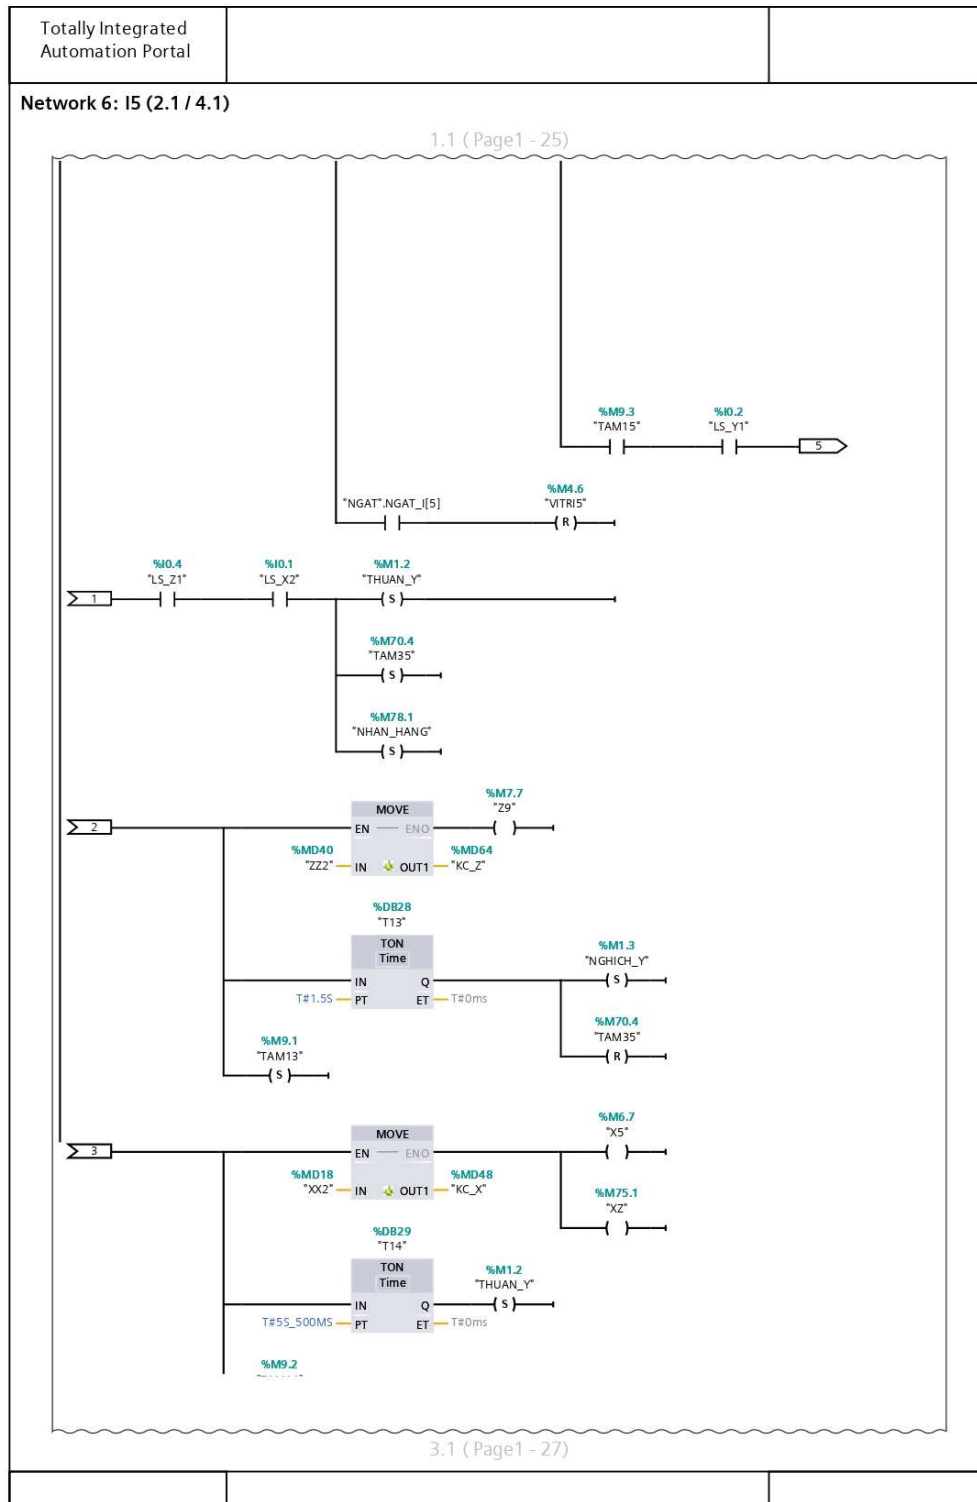 Totally Integrated
Automation Portal
Network 6: I5 (2.1 / 4.1)
1.1 ( Page1 - 25)
%M9.3
"TAM15"
%I0.2
"LS_Y1"
5
"NGAT".NGAT_I[5]
%M4.6
"VITRI5"
R
1
%I0.4
"LS_Z1"
%I0.1
"LS_X2"
%M1.2
"THUAN_Y"
S
%M70.4
"TAM35"
S
%M78.1
"NHAN_HANG"
S
2
MOVE
EN ENO
%M7.7
"Z9"
%MD40
"ZZ2"
IN OUT1
%MD64
"KC_Z"
%DB28
"T13"
TON
Time
IN Q
T#1.5S PT ET T#0ms
%M1.3
"NGHICH_Y"
S
%M70.4
"TAM35"
R
%M9.1
"TAM13"
S
3
MOVE
EN ENO
%M6.7
"X5"
%MD18
"XX2"
IN OUT1
%MD48
"KC_X"
%M75.1
"XZ"
%DB29
"T14"
TON
Time
IN Q
T#5S_500MS PT ET T#0ms
%M1.2
"THUAN_Y"
S
%M9.2
3.1 ( Page1 - 27)